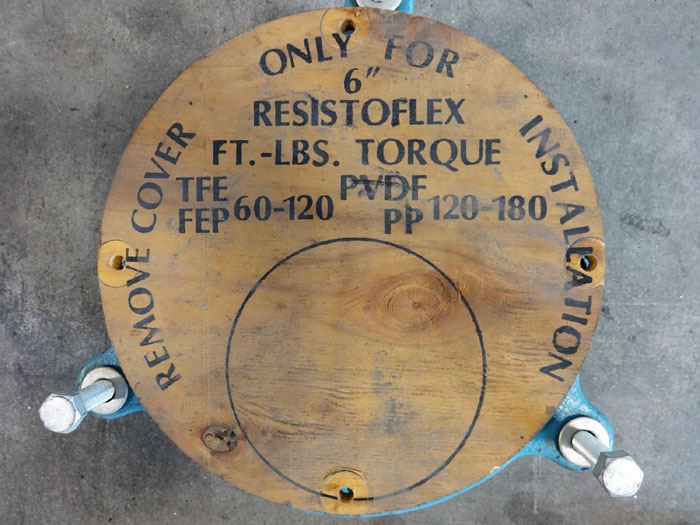 REMOVE COVER
ONLY FOR
INSTALLATION
6"
RESISTOFLEX
FT.-LBS. TORQUE
TFE FEP 60-120 PVDF PP 120-180